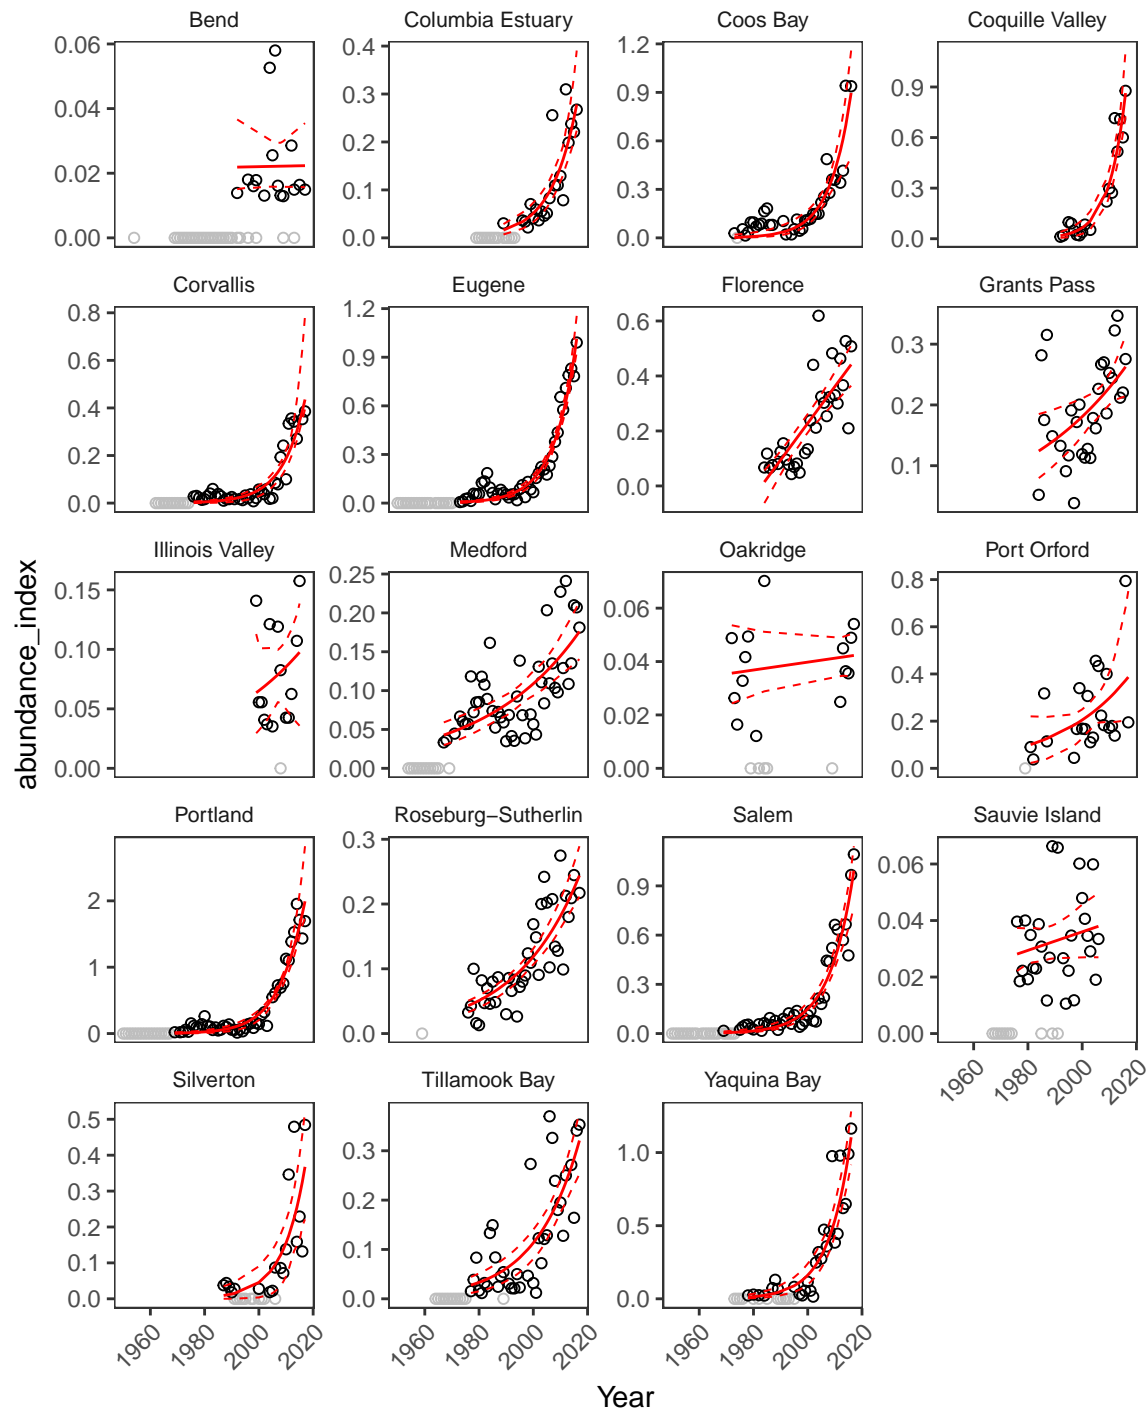 Bend Columbia Estuary Coos Bay Coquille Valley
0.06 0.04 0.02 0.00
0.4 0.3 0.2 0.1 0.0
1.2 0.9 0.6 0.3 0.0
0.9 0.6 0.3 0.0
Corvallis Eugene Florence Grants Pass
0.8 0.6 0.4 0.2 0.0
1.2 0.9 0.6 0.3 0.0
0.6 0.4 0.2 0.0
0.3 0.2 0.1
abundance_index
Illinois Valley Medford Oakridge Port Orford
0.15 0.10 0.05 0.00
0.25 0.20 0.15 0.10 0.05 0.00
0.06 0.04 0.02 0.00
0.8 0.6 0.4 0.2 0.0
Portland Roseburg−Sutherlin Salem Sauvie Island
2 1 0
0.3 0.2 0.1 0.0
0.9 0.6 0.3 0.0
0.06 0.04 0.02 0.00
1960 1980 2000 2020
Silverton Tillamook Bay Yaquina Bay
0.5 0.4 0.3 0.2 0.1 0.0
0.3 0.2 0.1 0.0
1.0 0.5 0.0
1960 1980 2000 2020 1960 1980 2000 2020 1960 1980 2000 2020
Year